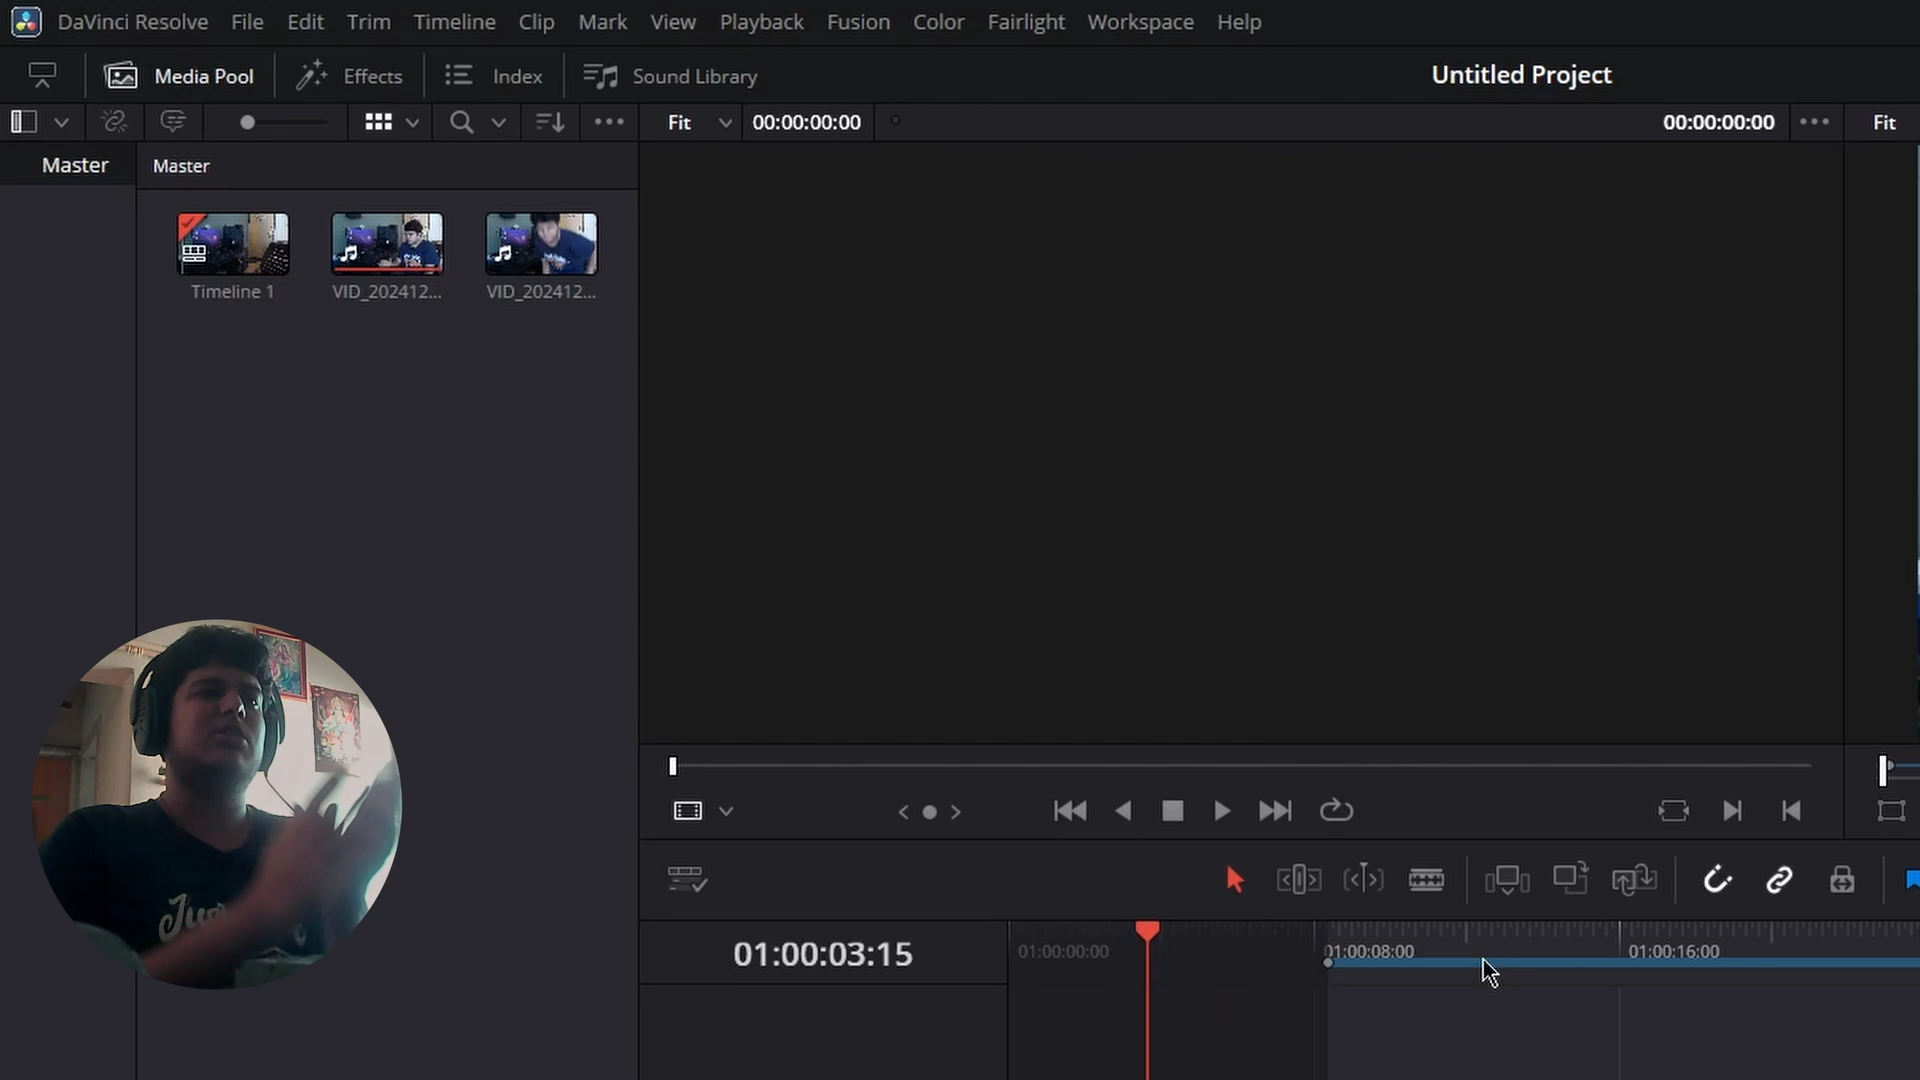 DaVinci Resolve File Edit Trim Timeline Clip Mark View Playback Fusion Color Fairlight Workspace Help
Media Pool Effects Index Sound Library Untitled Project
Fit 00:00:00:00 00:00:00:00 Fit
Master Master
Timeline 1 VID_202412... VID_202412...
01:00:03:15 01:00:00:00 01:00:08:00 01:00:16:00